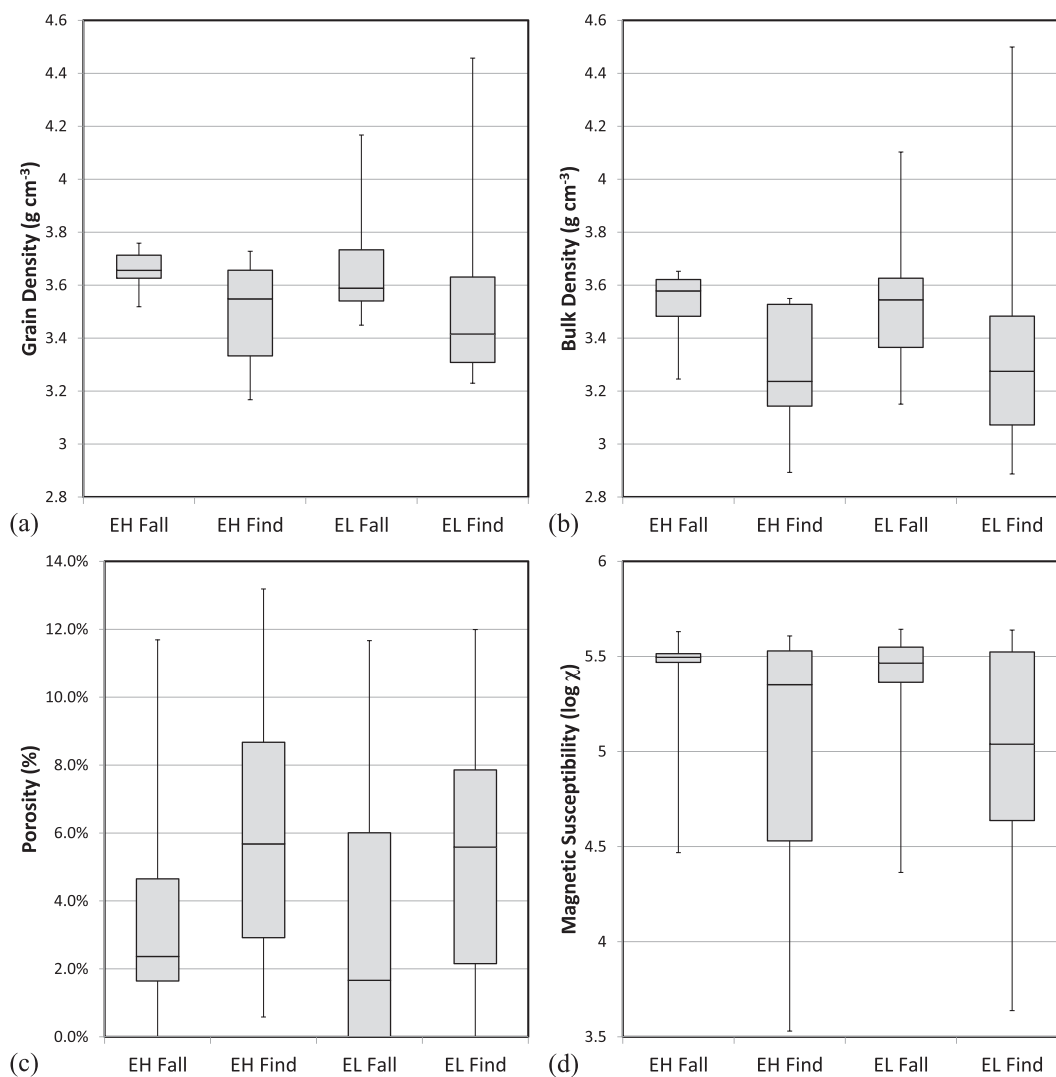 4.6
4.4
4.2
4
3.8
3.6
3.4
3.2
3
2.8
Grain Density (g cm⁻³)
EH Fall EH Find EL Fall EL Find
(a)
4.6
4.4
4.2
4
3.8
3.6
3.4
3.2
3
2.8
Bulk Density (g cm⁻³)
EH Fall EH Find EL Fall EL Find
(b)
14.0%
12.0%
10.0%
8.0%
6.0%
4.0%
2.0%
0.0%
Porosity (%)
EH Fall EH Find EL Fall EL Find
(c)
6
5.5
5
4.5
4
3.5
Magnetic Susceptibility (log χ)
EH Fall EH Find EL Fall EL Find
(d)